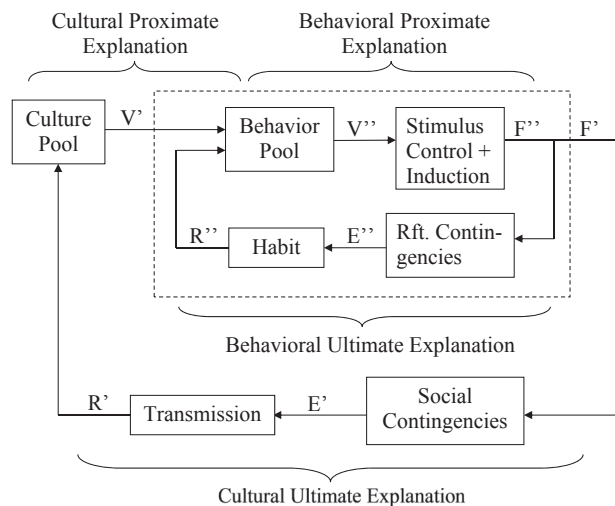 Cultural Proximate
Explanation
Behavioral Proximate
Explanation
Culture
Pool
V’
Behavior
Pool
V’’
Stimulus
Control +
Induction
F’’
F’
R’’
Habit
E’’
Rft. Contin-
gencies
Behavioral Ultimate Explanation
R’
Transmission
E’
Social
Contingencies
Cultural Ultimate Explanation